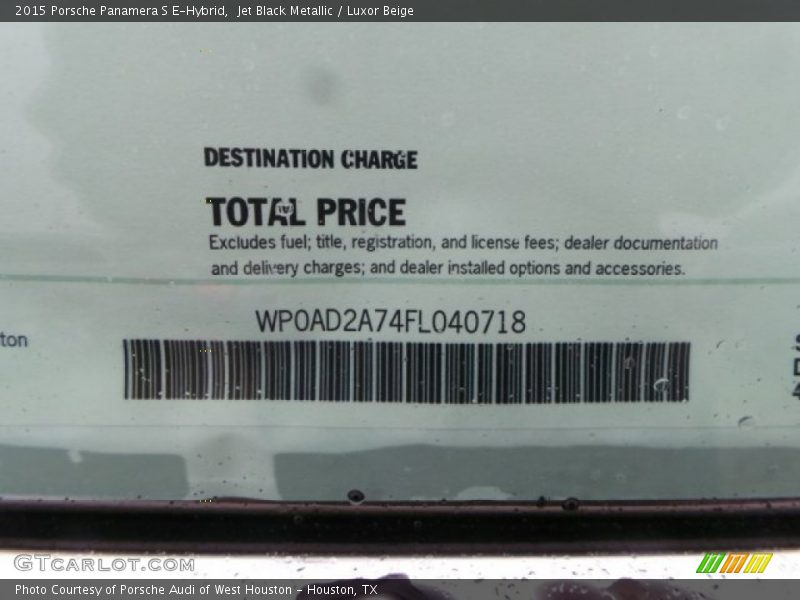 2015 Porsche Panamera S E-Hybrid, Jet Black Metallic / Luxor Beige
DESTINATION CHARGE
TOTAL PRICE
Excludes fuel; title, registration, and license fees; dealer documentation
and delivery charges; and dealer installed options and accessories.
WP0AD2A74FL040718
ton
GTCARLOT.COM
Photo Courtesy of Porsche Audi of West Houston - Houston, TX